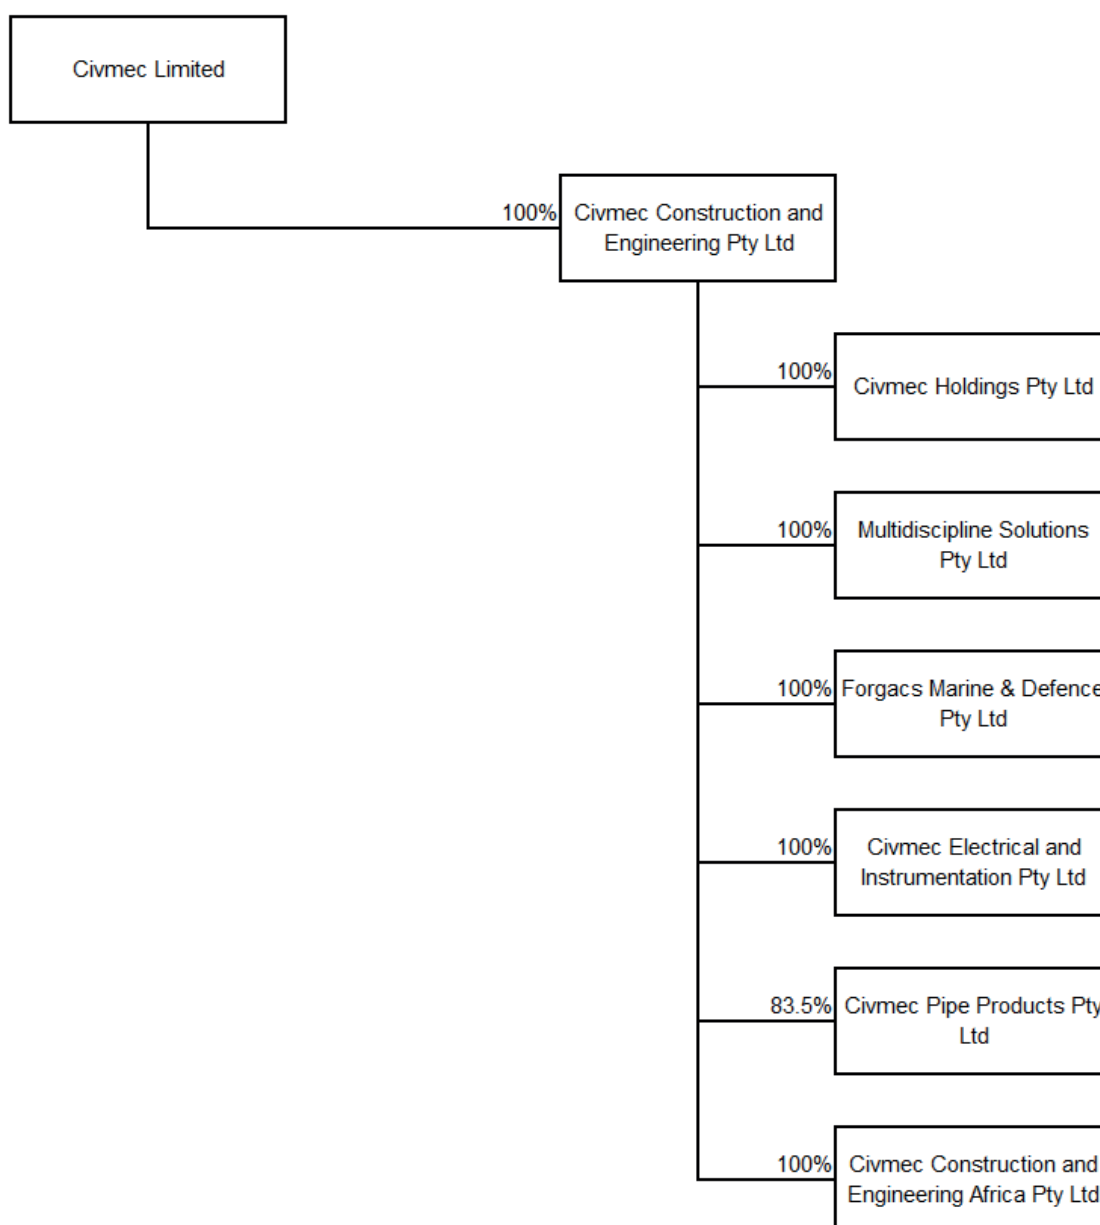 Civmec Limited
100%
Civmec Construction and
Engineering Pty Ltd
100%
Civmec Holdings Pty Ltd
100%
Multidiscipline Solutions
Pty Ltd
100%
Forgacs Marine & Defence
Pty Ltd
100%
Civmec Electrical and
Instrumentation Pty Ltd
83.5%
Civmec Pipe Products Pty
Ltd
100%
Civmec Construction and
Engineering Africa Pty Ltd